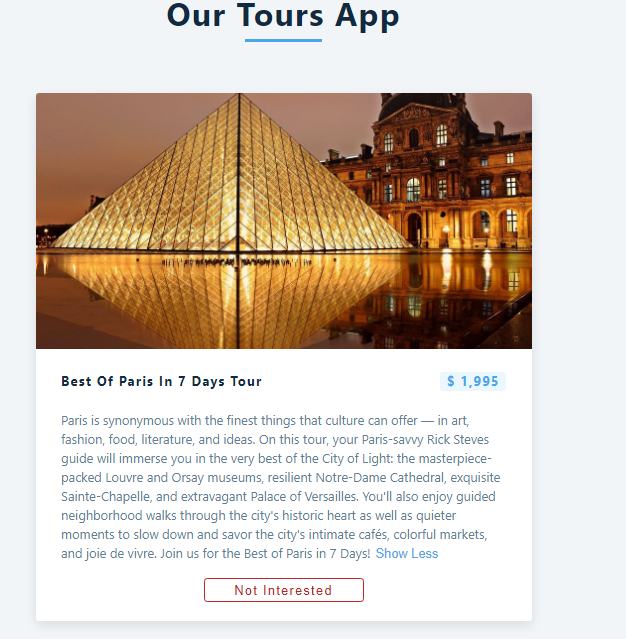 Our Tours App
Best Of Paris In 7 Days Tour
$ 1,995
Paris is synonymous with the finest things that culture can offer — in art,
fashion, food, literature, and ideas. On this tour, your Paris-savvy Rick Steves
guide will immerse you in the very best of the City of Light: the masterpiece-
packed Louvre and Orsay museums, resilient Notre-Dame Cathedral, exquisite
Sainte-Chapelle, and extravagant Palace of Versailles. You'll also enjoy guided
neighborhood walks through the city's historic heart as well as quieter
moments to slow down and savor the city's intimate cafés, colorful markets,
and joie de vivre. Join us for the Best of Paris in 7 Days! Show Less
Not Interested